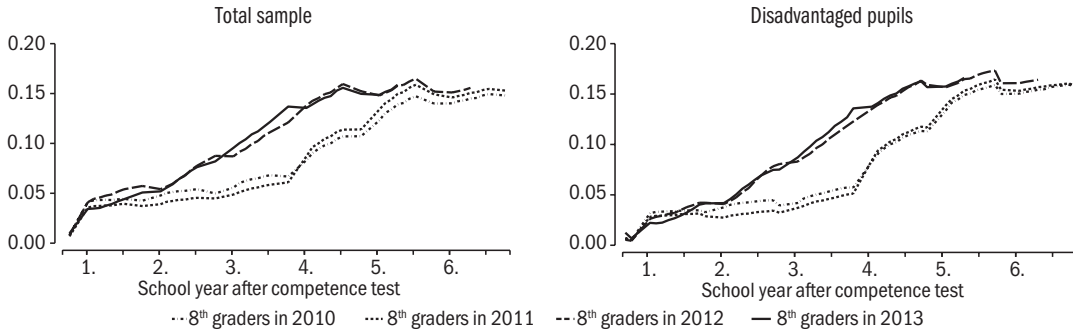 Total sample
Disadvantaged pupils
0.20
0.15
0.10
0.05
0.00
1. 2. 3. 4. 5. 6.
School year after competence test
0.20
0.15
0.10
0.05
0.00
1. 2. 3. 4. 5. 6.
School year after competence test
8th graders in 2010 8th graders in 2011 8th graders in 2012 8th graders in 2013